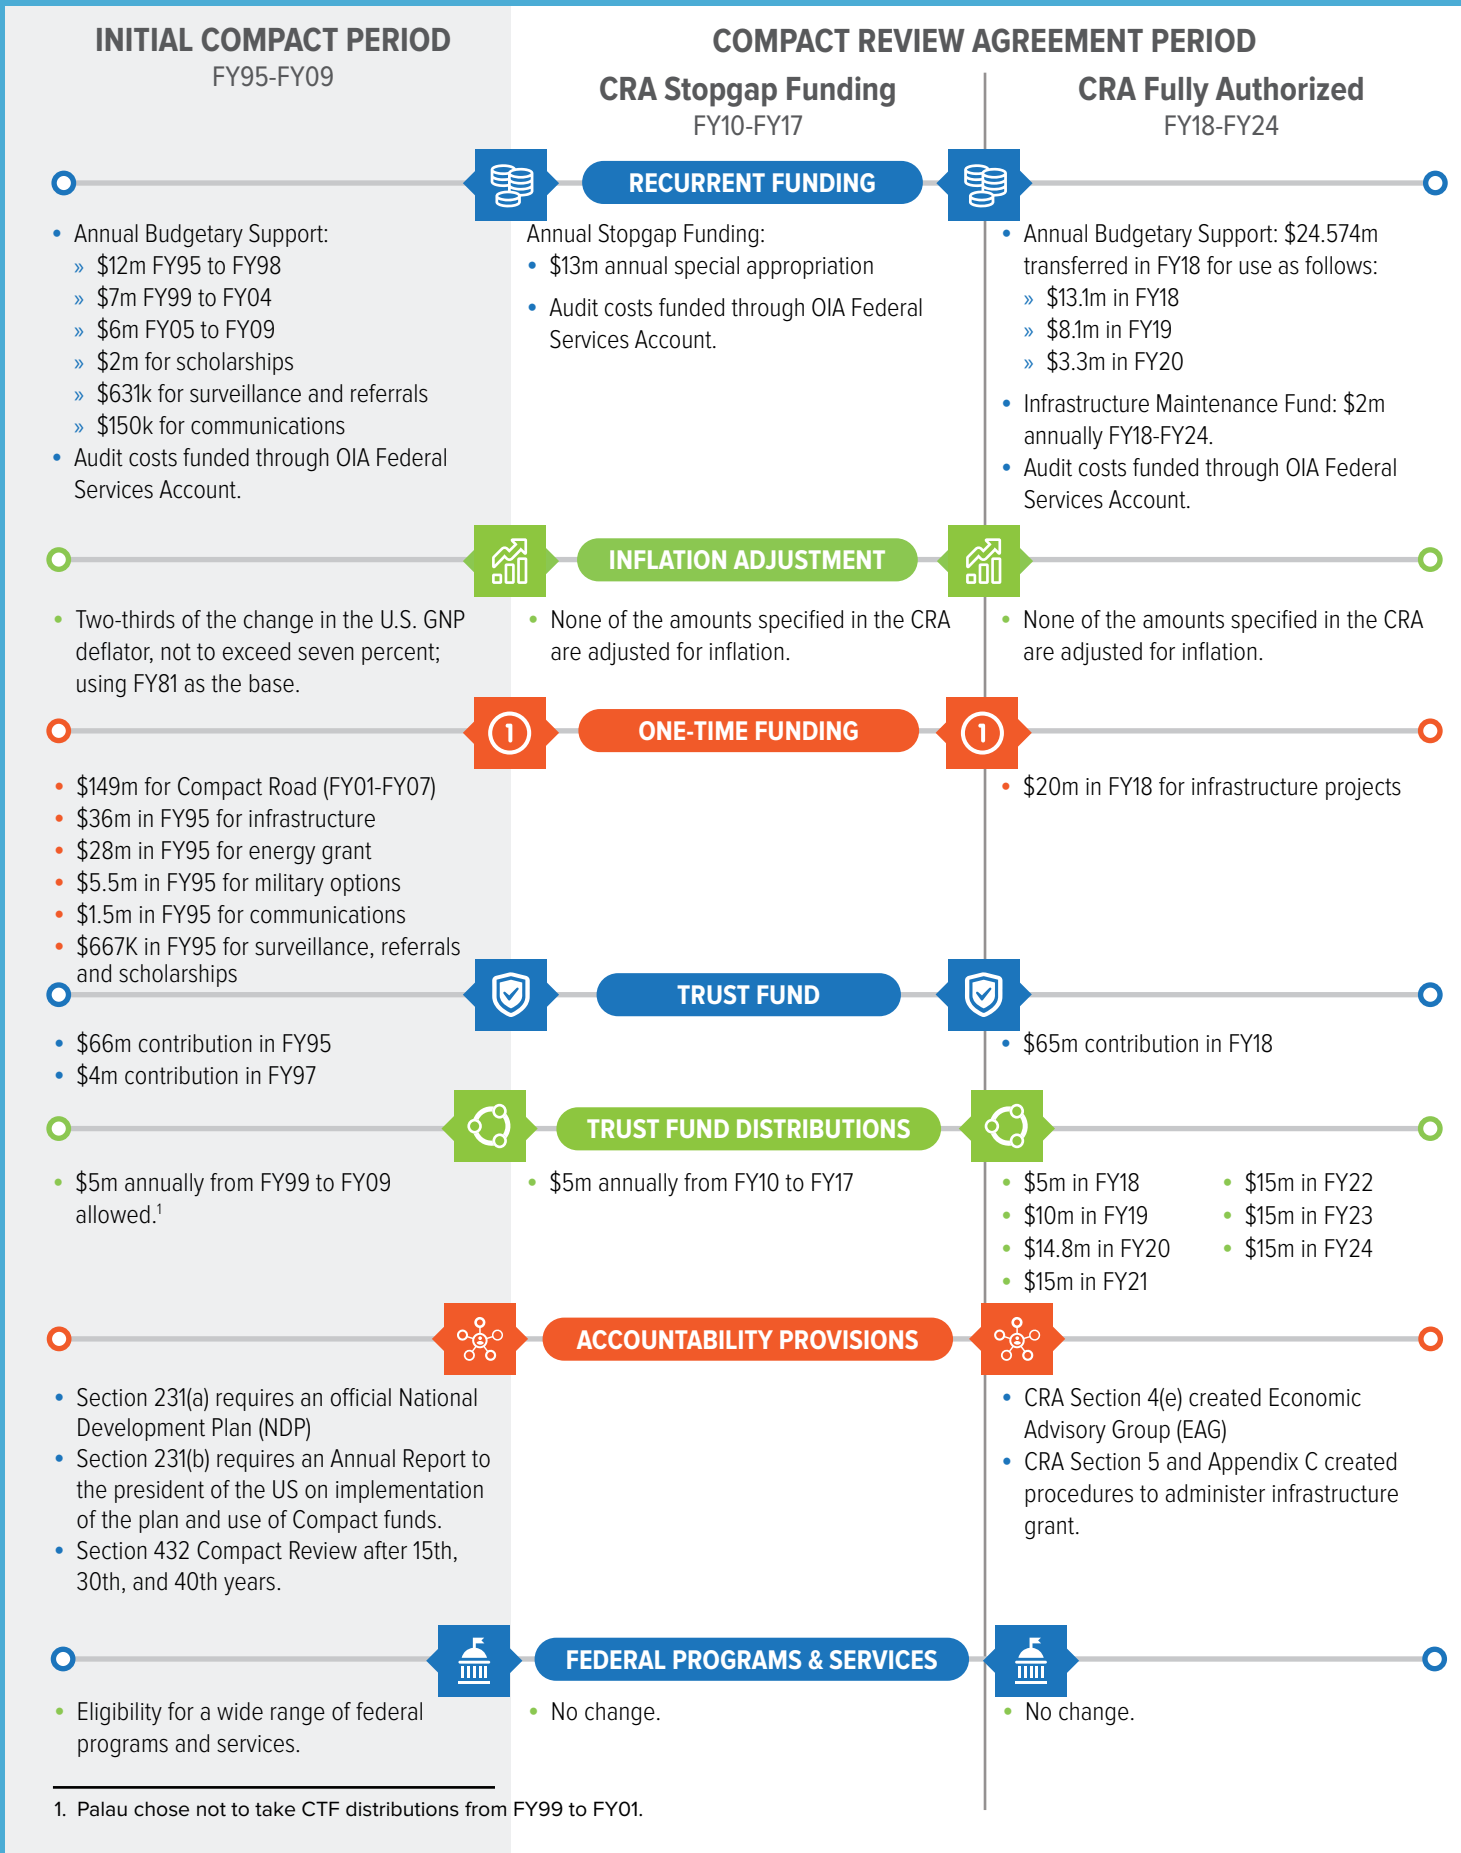 INITIAL COMPACT PERIOD
FY95-FY09
COMPACT REVIEW AGREEMENT PERIOD
CRA Stopgap Funding
FY10-FY17
CRA Fully Authorized
FY18-FY24
RECURRENT FUNDING
• Annual Budgetary Support:
» $12m FY95 to FY98
» $7m FY99 to FY04
» $6m FY05 to FY09
» $2m for scholarships
» $631k for surveillance and referrals
» $150k for communications
• Audit costs funded through OIA Federal
Services Account.
Annual Stopgap Funding:
• $13m annual special appropriation
• Audit costs funded through OIA Federal
Services Account.
• Annual Budgetary Support: $24.574m
transferred in FY18 for use as follows:
» $13.1m in FY18
» $8.1m in FY19
» $3.3m in FY20
• Infrastructure Maintenance Fund: $2m
annually FY18-FY24.
• Audit costs funded through OIA Federal
Services Account.
INFLATION ADJUSTMENT
• Two-thirds of the change in the U.S. GNP
deflator, not to exceed seven percent;
using FY81 as the base.
• None of the amounts specified in the CRA
are adjusted for inflation.
• None of the amounts specified in the CRA
are adjusted for inflation.
1
ONE-TIME FUNDING
1
• $149m for Compact Road (FY01-FY07)
• $36m in FY95 for infrastructure
• $28m in FY95 for energy grant
• $5.5m in FY95 for military options
• $1.5m in FY95 for communications
• $667K in FY95 for surveillance, referrals
and scholarships
• $20m in FY18 for infrastructure projects
TRUST FUND
• $66m contribution in FY95
• $4m contribution in FY97
• $65m contribution in FY18
TRUST FUND DISTRIBUTIONS
• $5m annually from FY99 to FY09
allowed.1
• $5m annually from FY10 to FY17
• $5m in FY18
• $10m in FY19
• $14.8m in FY20
• $15m in FY21
• $15m in FY22
• $15m in FY23
• $15m in FY24
ACCOUNTABILITY PROVISIONS
• Section 231(a) requires an official National
Development Plan (NDP)
• Section 231(b) requires an Annual Report to
the president of the US on implementation
of the plan and use of Compact funds.
• Section 432 Compact Review after 15th,
30th, and 40th years.
• CRA Section 4(e) created Economic
Advisory Group (EAG)
• CRA Section 5 and Appendix C created
procedures to administer infrastructure
grant.
FEDERAL PROGRAMS & SERVICES
• Eligibility for a wide range of federal
programs and services.
• No change.
• No change.
1. Palau chose not to take CTF distributions from FY99 to FY01.